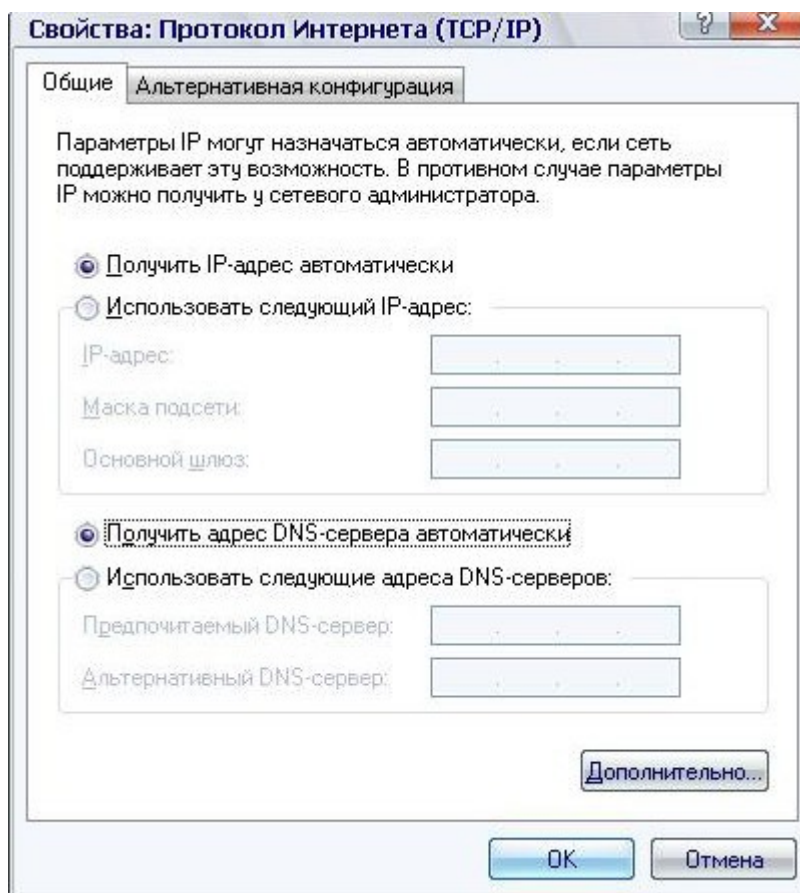 Свойства: Протокол Интернета (TCP/IP)
Общие
Альтернативная конфигурация
Параметры IP могут назначаться автоматически, если сеть
поддерживает эту возможность. В противном случае параметры
IP можно получить у сетевого администратора.
Получить IP-адрес автоматически
Использовать следующий IP-адрес:
IP-адрес:
Маска подсети:
Основной шлюз:
Получить адрес DNS-сервера автоматически
Использовать следующие адреса DNS-серверов:
Предпочитаемый DNS-сервер:
Альтернативный DNS-сервер:
Дополнительно...
OK
Отмена